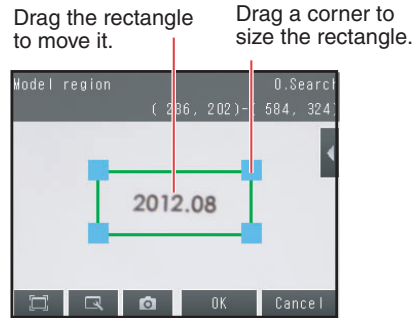 Drag the rectangle
to move it.
Drag a corner to
size the rectangle.
Model region
O.Search
( 286, 202)-( 584, 324)
2012.08
OK
Cancel